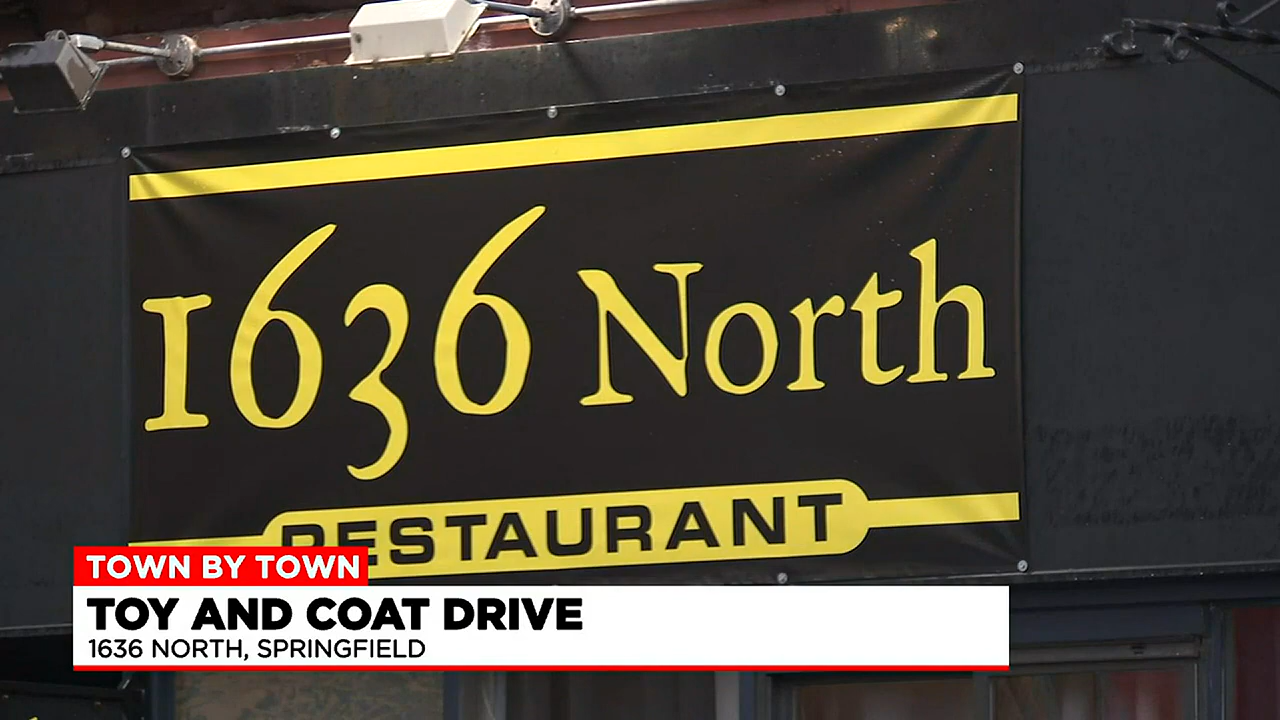 1636 North
RESTAURANT
TOWN BY TOWN
TOY AND COAT DRIVE
1636 NORTH, SPRINGFIELD